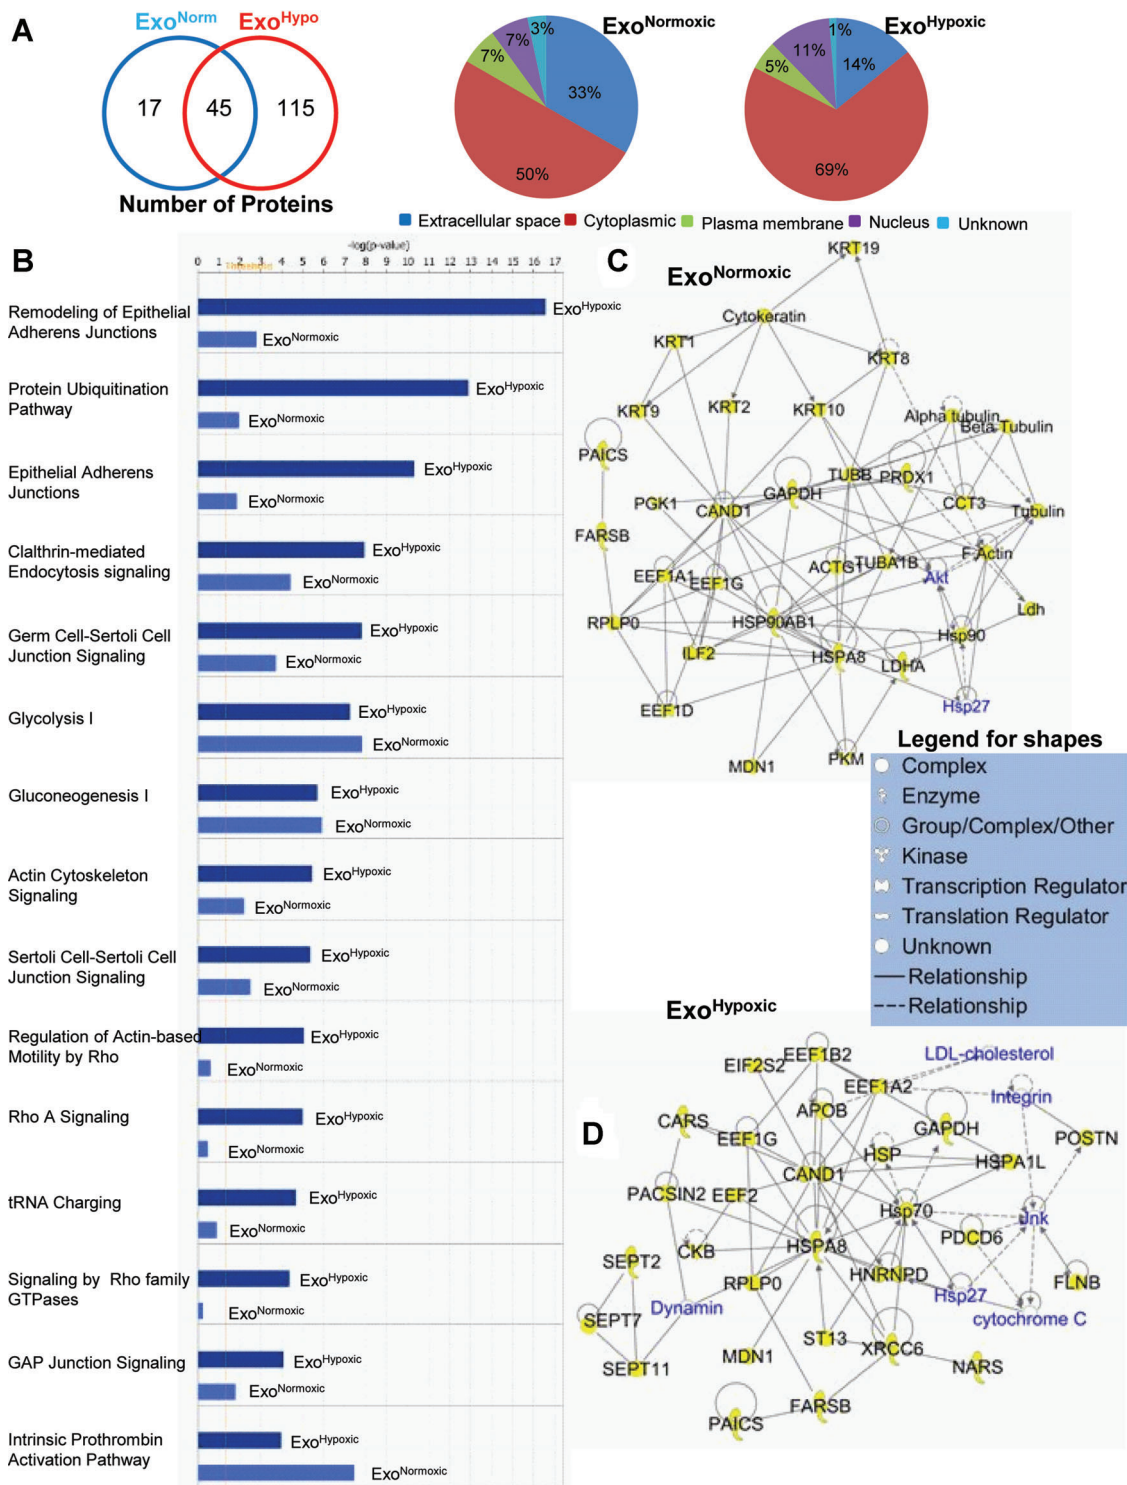 A
Exo^Norm
Exo^Hypo
17
45
115
Number of Proteins
Exo^Normoxic
3%
7%
7%
33%
50%
Exo^Hypoxic
1%
11%
5%
14%
69%
Extracellular space
Cytoplasmic
Plasma membrane
Nucleus
Unknown
B
-log(p-value)
0 1 2 3 4 5 6 7 8 9 10 11 12 13 14 15 16 17
Threshold
Remodeling of Epithelial
Adherens Junctions
Exo^Hypoxic
Exo^Normoxic
Protein Ubiquitination
Pathway
Exo^Hypoxic
Exo^Normoxic
Epithelial Adherens
Junctions
Exo^Hypoxic
Exo^Normoxic
Clalthrin-mediated
Endocytosis signaling
Exo^Hypoxic
Exo^Normoxic
Germ Cell-Sertoli Cell
Junction Signaling
Exo^Hypoxic
Exo^Normoxic
Glycolysis I
Exo^Hypoxic
Exo^Normoxic
Gluconeogenesis I
Exo^Hypoxic
Exo^Normoxic
Actin Cytoskeleton
Signaling
Exo^Hypoxic
Exo^Normoxic
Sertoli Cell-Sertoli Cell
Junction Signaling
Exo^Hypoxic
Exo^Normoxic
Regulation of Actin-based
Motility by Rho
Exo^Hypoxic
Exo^Normoxic
Rho A Signaling
Exo^Hypoxic
Exo^Normoxic
tRNA Charging
Exo^Hypoxic
Exo^Normoxic
Signaling by Rho family
GTPases
Exo^Hypoxic
Exo^Normoxic
GAP Junction Signaling
Exo^Hypoxic
Exo^Normoxic
Intrinsic Prothrombin
Activation Pathway
Exo^Hypoxic
Exo^Normoxic
C
Exo^Normoxic
KRT19
Cytokeratin
KRT1
KRT8
KRT9
KRT2
KRT10
Alpha tubulin
Beta Tubulin
PAICS
TUBB
PRDX1
GAPDH
PGK1
CAND1
CCT3
Tubulin
FARSB
F Actin
ACTG1
TUBA1B
EEF1A1
EEF1G
Akt
Ldh
RPLP0
HSP90AB1
Hsp90
ILF2
HSPA8
LDHA
EEF1D
Hsp27
MDN1
PKM
Legend for shapes
Complex
Enzyme
Group/Complex/Other
Kinase
Transcription Regulator
Translation Regulator
Unknown
Relationship
Relationship
Exo^Hypoxic
D
EEF1B2
LDL-cholesterol
EIF2S2
EEF1A2
Integrin
APOB
CARS
GAPDH
EEF1G
POSTN
HSP
HSPA1L
CAND1
PACSIN2
EEF2
Hsp70
Jnk
PDCD6
CKB
HSPA8
SEPT2
HNRNPD
RPLP0
FLNB
Hsp27
Dynamin
cytochrome C
SEPT7
ST13
XRCC6
MDN1
NARS
SEPT11
FARSB
PAICS